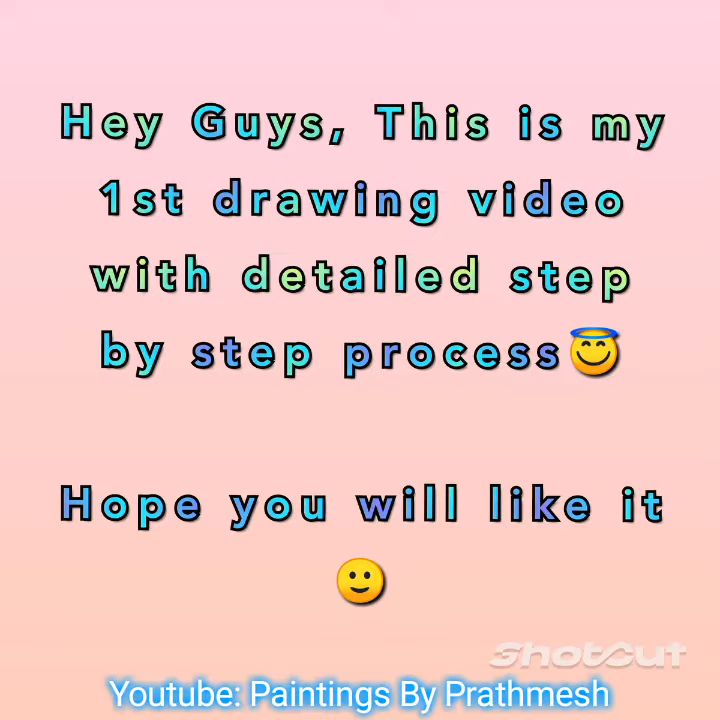 Hey Guys, This is my
1st drawing video
with detailed step
by step process😇
Hope you will like it
🙂
ShotCut
Youtube: Paintings By Prathmesh